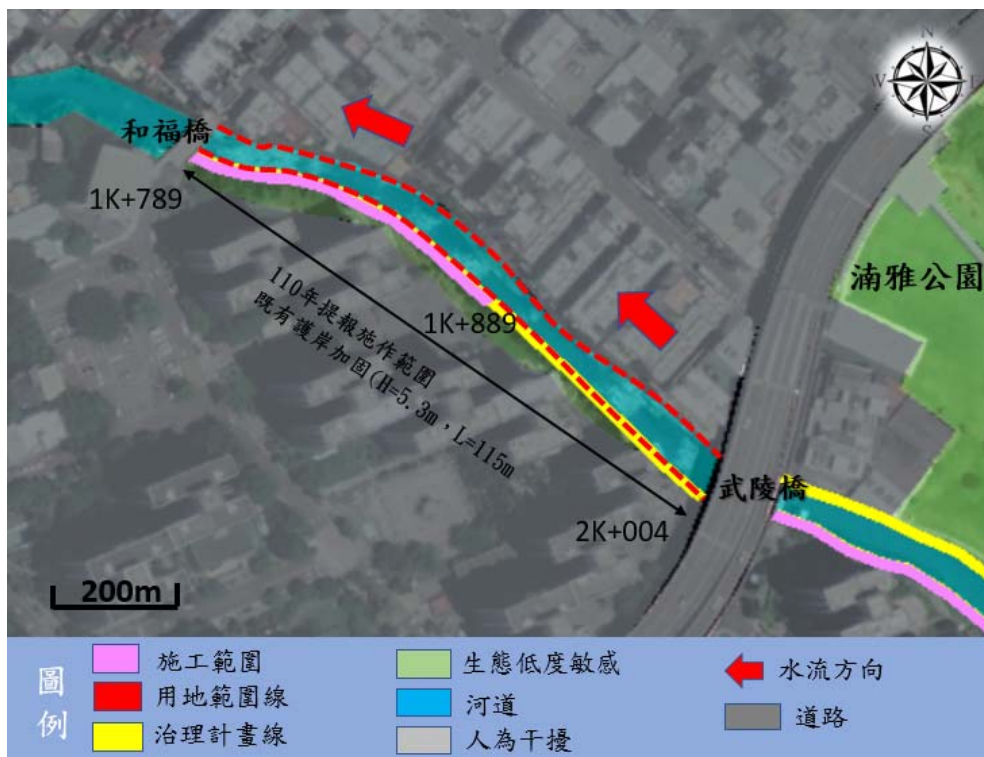 N
W
S
和福橋
1K+789
湳雅公園
110年提報施作範圍
既有護岸加固(H=5.3m，L=115m
1K+889
武陵橋
2K+004
200m
圖例
施工範圍
用地範圍線
治理計畫線
生態低度敏感
河道
人為干擾
水流方向
道路